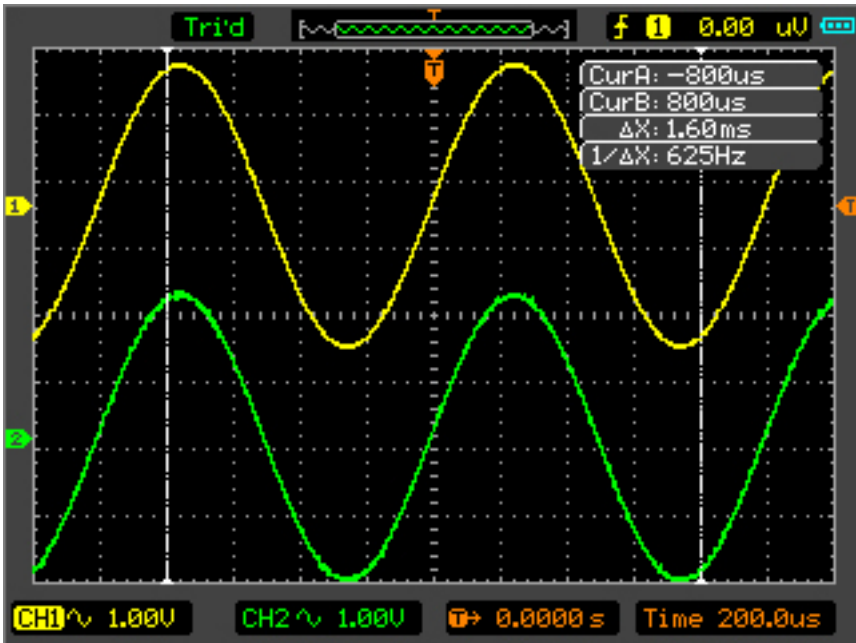 Tri'd T 1 0.00 uV
T
CurA: -800us
CurB: 800us
ΔX: 1.60ms
1/ΔX: 625Hz
1 T
2
CH1 1.00V CH2 1.00V T→ 0.0000s Time 200.0us